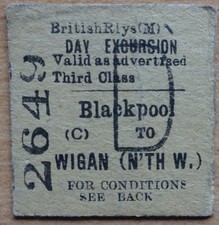 British Rlys (M)
DAY EXCURSION
Valid as advertised
Third Class
Blackpool
(C) TO
WIGAN (N'TH W.)
FOR CONDITIONS
SEE BACK
2649
D